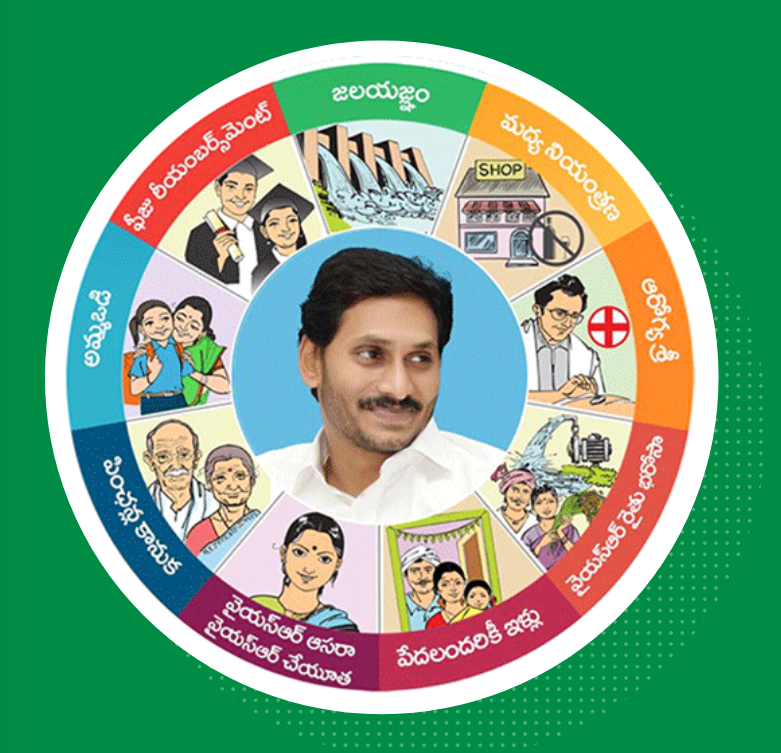 జలయజ్ఞం
మద్య నియంత్రణ
SHOP
ఆరోగ్య శ్రీ
వైయస్ఆర్ రైతు భరోసా
పేదలందరికీ ఇళ్లు
వైయస్ఆర్ ఆసరా
వైయస్ఆర్ చేయూత
పింఛన్ల కానుక
అమ్మఒడి
ఫీజు రీయంబర్స్‌మెంట్